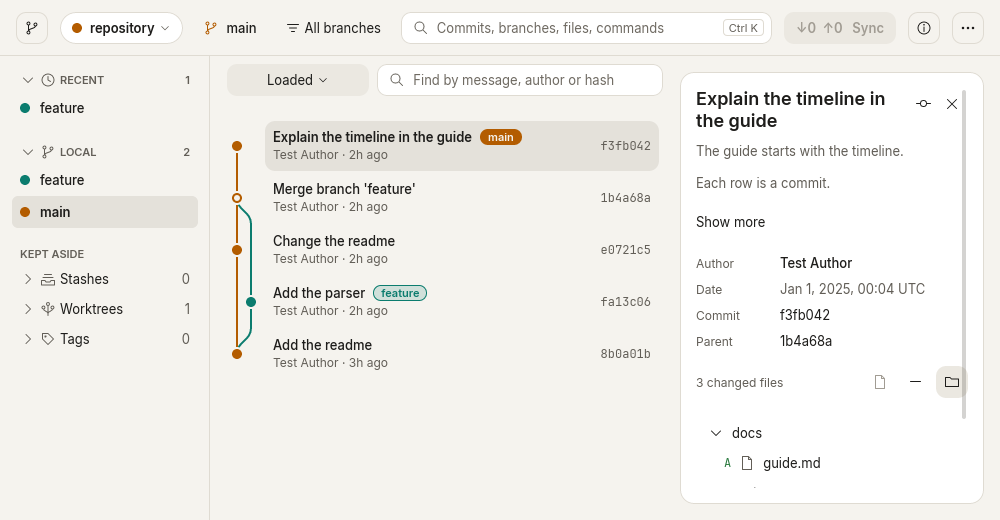 repository
main
All branches
Commits, branches, files, commands
Ctrl K
↓0 ↑0 Sync
RECENT 1
feature
LOCAL 2
feature
main
KEPT ASIDE
Stashes 0
Worktrees 1
Tags 0
Loaded
Find by message, author or hash
Explain the timeline in the guide main
Test Author · 2h ago
f3fb042
Merge branch 'feature'
Test Author · 2h ago
1b4a68a
Change the readme
Test Author · 2h ago
e0721c5
Add the parser feature
Test Author · 2h ago
fa13c06
Add the readme
Test Author · 3h ago
8b0a01b
Explain the timeline in
the guide
The guide starts with the timeline.
Each row is a commit.
Show more
Author Test Author
Date Jan 1, 2025, 00:04 UTC
Commit f3fb042
Parent 1b4a68a
3 changed files
docs
A guide.md